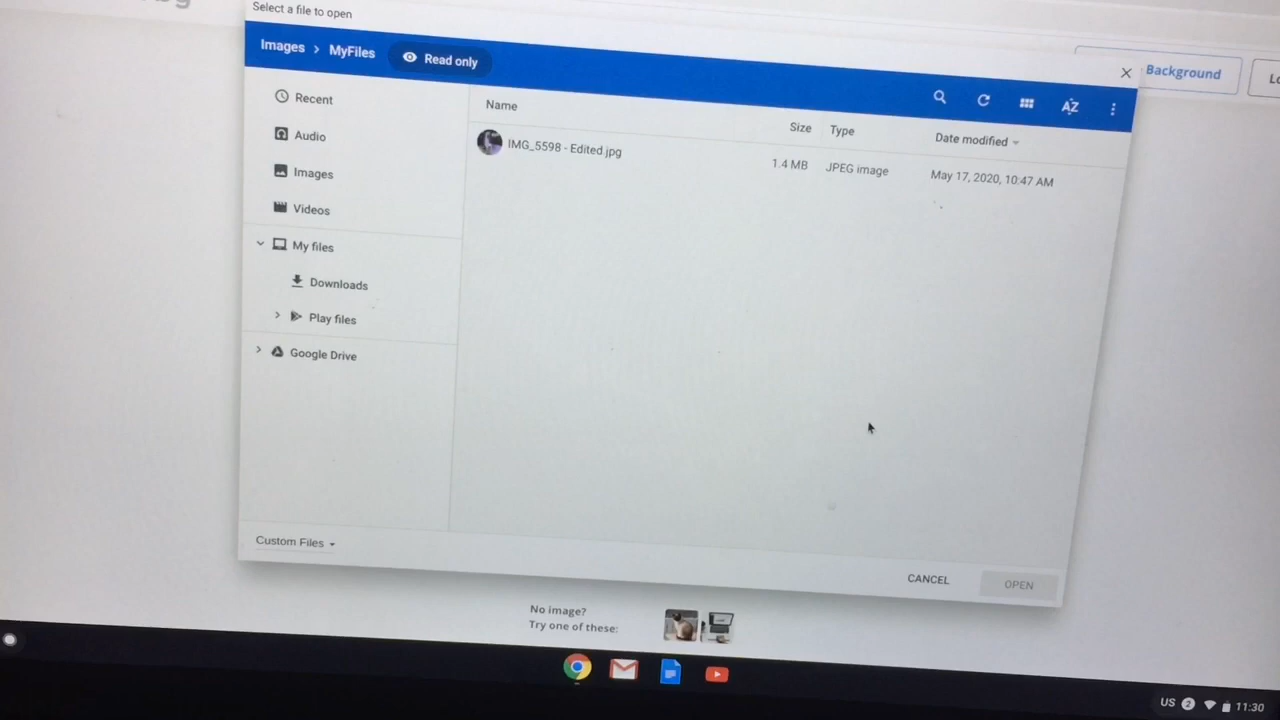 Select a file to open
Images > MyFiles Read only
Background
Recent
Audio
Images
Videos
My files
Downloads
Play files
Google Drive
Name Size Type Date modified
IMG_5598 - Edited.jpg 1.4 MB JPEG image May 17, 2020, 10:47 AM
Custom Files
CANCEL OPEN
No image?
Try one of these:
US 2 11:30